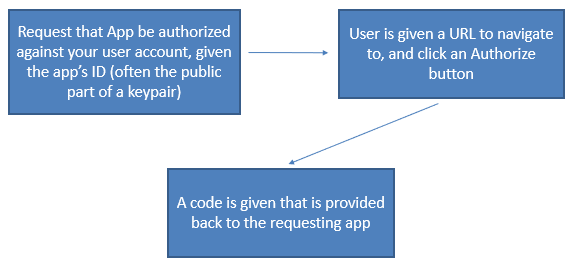 Request that App be authorized
against your user account, given
the app's ID (often the public
part of a keypair)
User is given a URL to navigate
to, and click an Authorize
button
A code is given that is provided
back to the requesting app